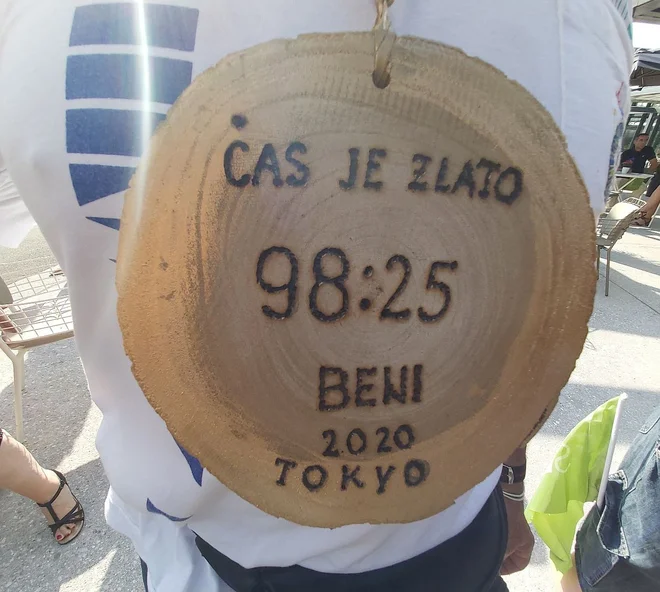 ČAS JE ZLATO
98:25
BENI
2020
TOKYO